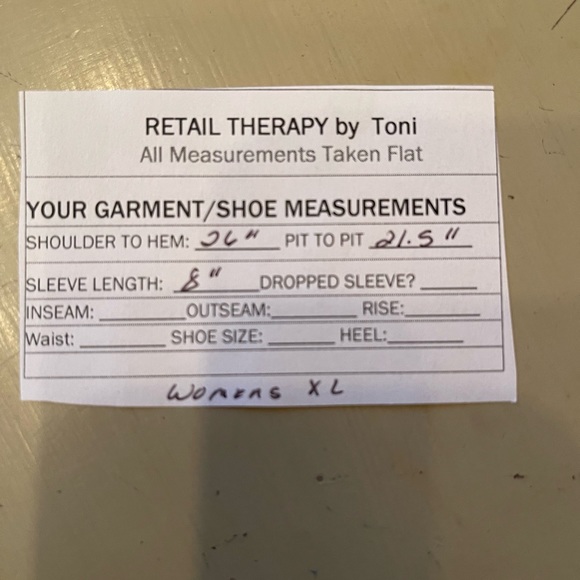 RETAIL THERAPY by Toni
All Measurements Taken Flat
YOUR GARMENT/SHOE MEASUREMENTS
SHOULDER TO HEM: 26" PIT TO PIT 21.5"
SLEEVE LENGTH: 8" DROPPED SLEEVE?
INSEAM: OUTSEAM: RISE:
Waist: SHOE SIZE: HEEL:
Womens XL